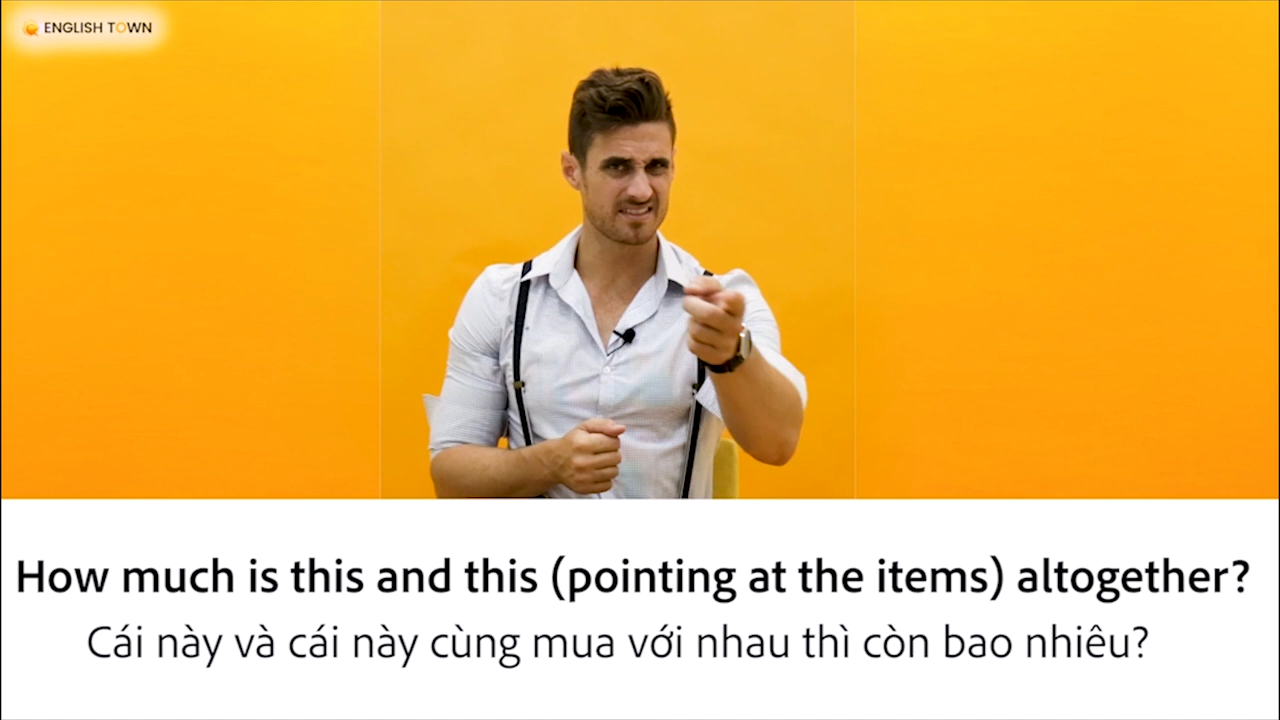 ENGLISH TOWN
How much is this and this (pointing at the items) altogether?
Cái này và cái này cùng mua với nhau thì còn bao nhiêu?